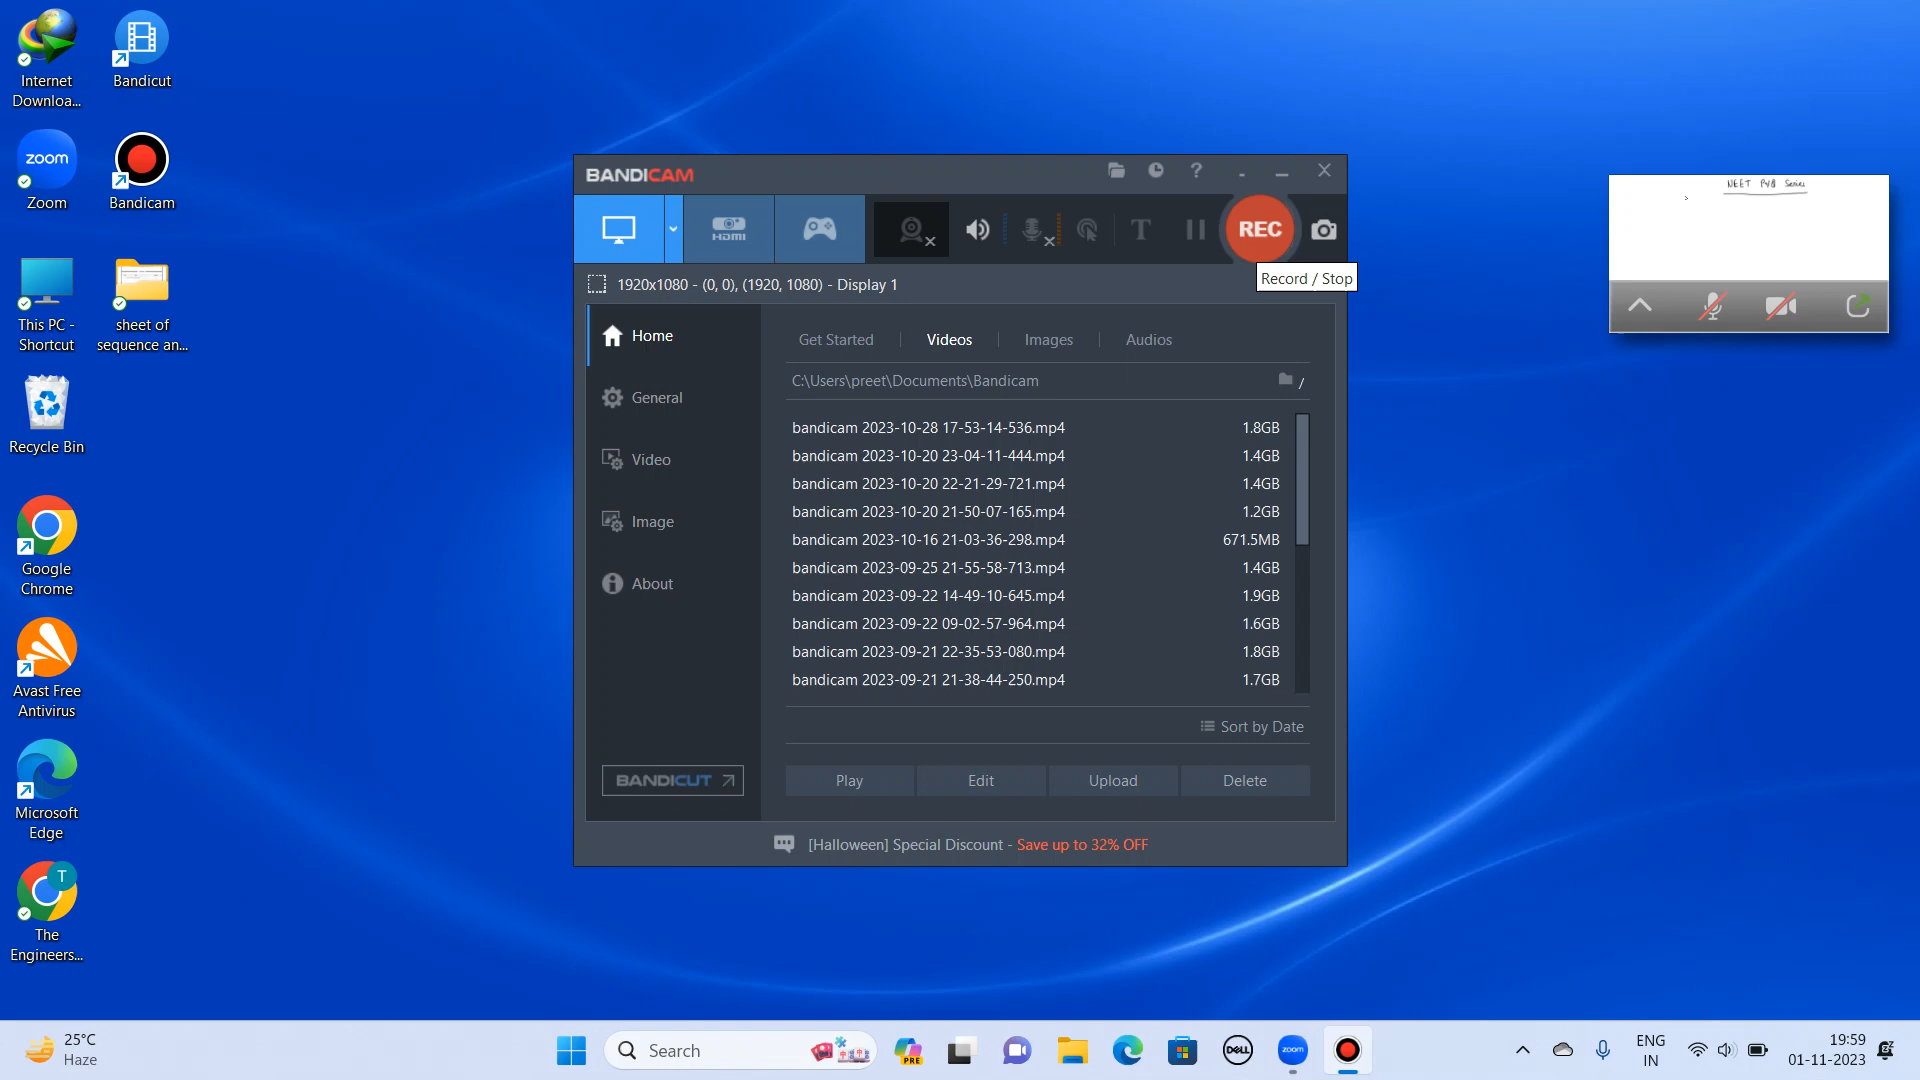 Internet
Downloa...
Bandicut
zoom
Zoom
Bandicam
This PC -
Shortcut
sheet of
sequence an...
Recycle Bin
Google
Chrome
Avast Free
Antivirus
Microsoft
Edge
T
The
Engineers...
BANDICAM
?
HDMI
T
REC
Record / Stop
1920x1080 - (0, 0), (1920, 1080) - Display 1
Home
General
Video
Image
About
BANDICUT
Get Started
Videos
Images
Audios
C:\Users\preet\Documents\Bandicam
/
bandicam 2023-10-28 17-53-14-536.mp4 1.8GB
bandicam 2023-10-20 23-04-11-444.mp4 1.4GB
bandicam 2023-10-20 22-21-29-721.mp4 1.4GB
bandicam 2023-10-20 21-50-07-165.mp4 1.2GB
bandicam 2023-10-16 21-03-36-298.mp4 671.5MB
bandicam 2023-09-25 21-55-58-713.mp4 1.4GB
bandicam 2023-09-22 14-49-10-645.mp4 1.9GB
bandicam 2023-09-22 09-02-57-964.mp4 1.6GB
bandicam 2023-09-21 22-35-53-080.mp4 1.8GB
bandicam 2023-09-21 21-38-44-250.mp4 1.7GB
Sort by Date
Play
Edit
Upload
Delete
[Halloween] Special Discount - Save up to 32% OFF
NEET PYQ Series
25°C
Haze
Search
PRE
DELL
zoom
ENG
IN
19:59
01-11-2023